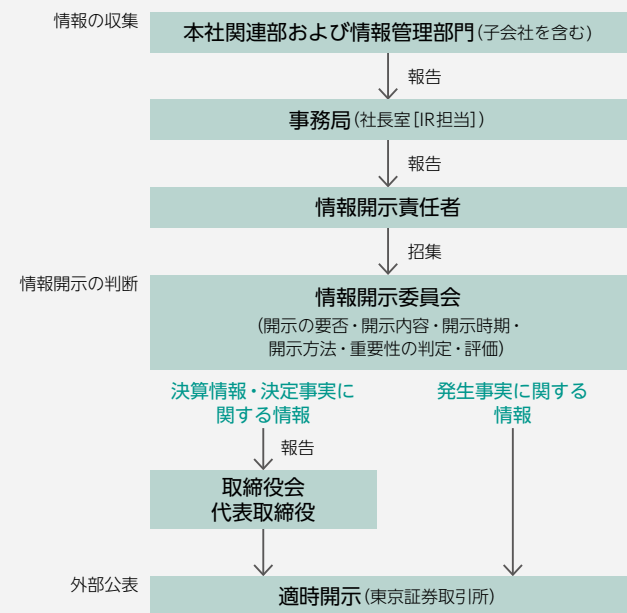 情報の収集
本社関連部および情報管理部門(子会社を含む)
報告
事務局(社長室[IR担当])
報告
情報開示責任者
招集
情報開示の判断
情報開示委員会
(開示の要否・開示内容・開示時期・
開示方法・重要性の判定・評価)
決算情報・決定事実に
関する情報
発生事実に関する
情報
報告
取締役会
代表取締役
外部公表
適時開示(東京証券取引所)